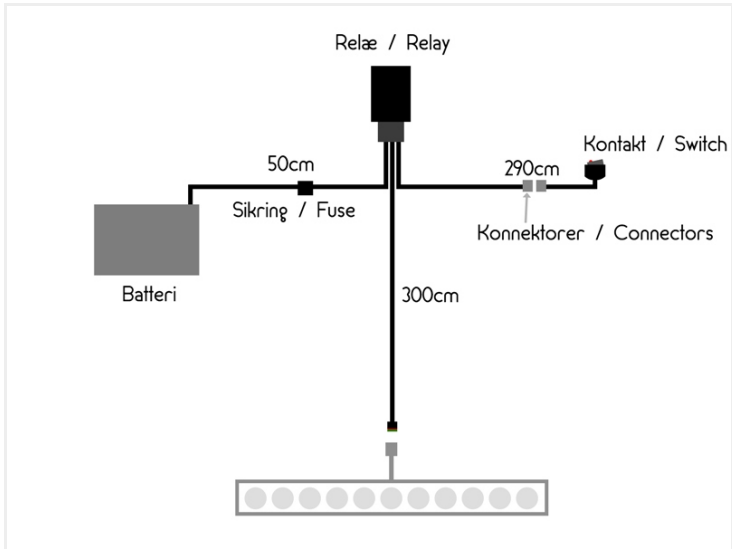 Relæ / Relay
Kontakt / Switch
50cm
290cm
Sikring / Fuse
Konnektorer / Connectors
Batteri
300cm